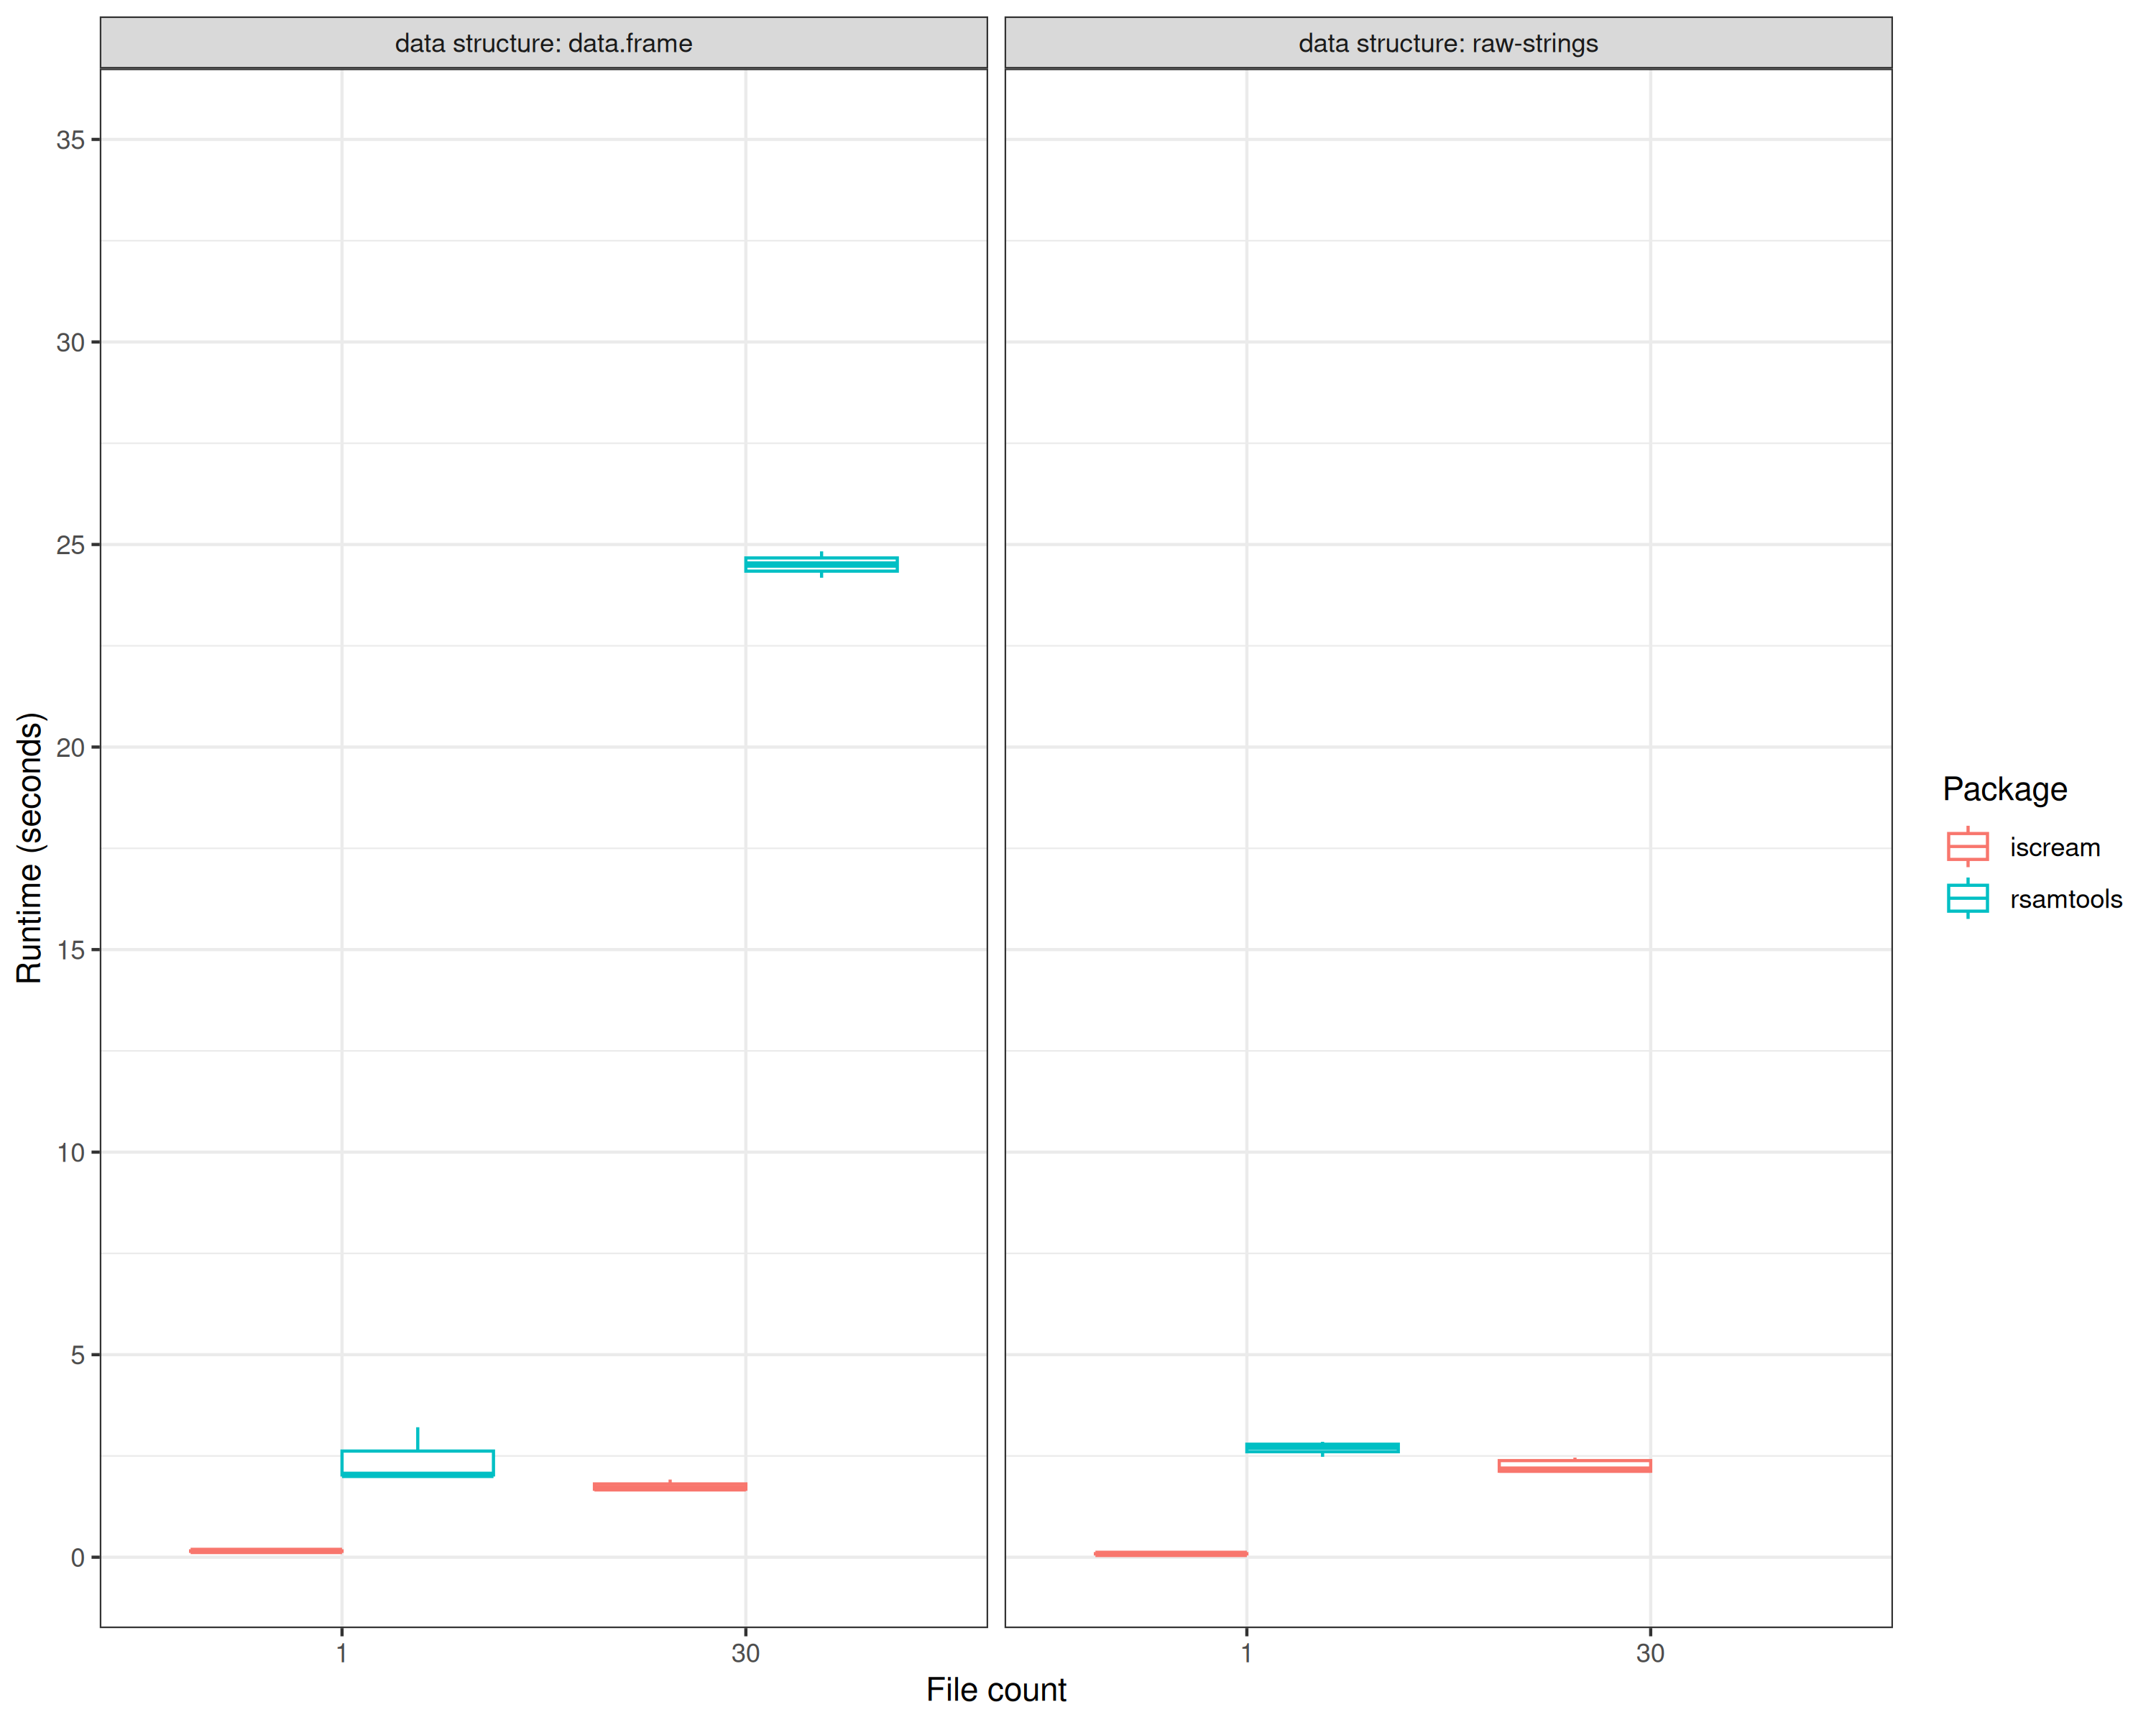 data structure: data.frame
data structure: raw-strings
35
30
25
20
15
10
5
0
Runtime (seconds)
1
30
1
30
File count
Package
iscream
rsamtools